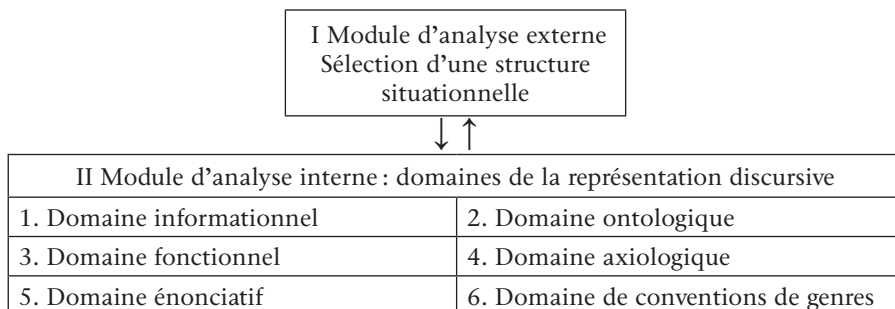 I Module d’analyse externe
Sélection d’une structure
situationnelle
↓ ↑
II Module d’analyse interne : domaines de la représentation discursive
1. Domaine informationnel
2. Domaine ontologique
3. Domaine fonctionnel
4. Domaine axiologique
5. Domaine énonciatif
6. Domaine de conventions de genres